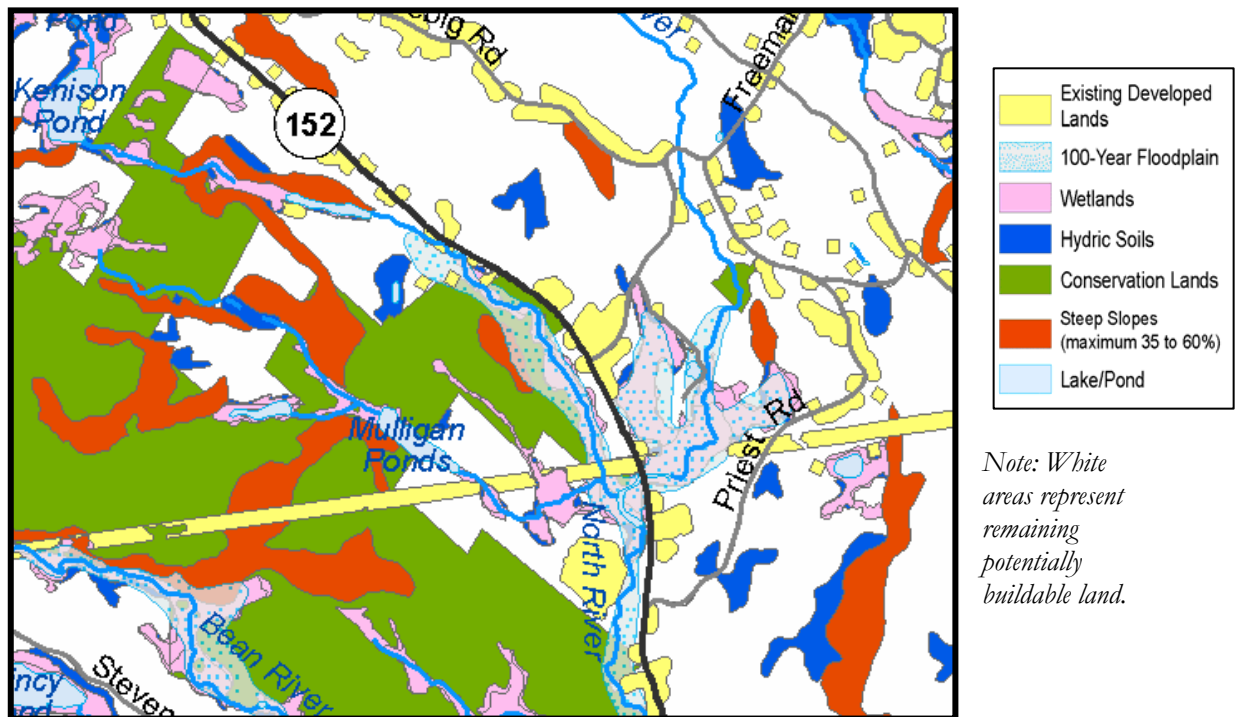 Kenison
Pond
152
Rd
Freeman
Mulligan
Ponds
Priest Rd
North River
Bean River
Steven
Existing Developed
Lands
100-Year Floodplain
Wetlands
Hydric Soils
Conservation Lands
Steep Slopes
(maximum 35 to 60%)
Lake/Pond
Note: White
areas represent
remaining
potentially
buildable land.